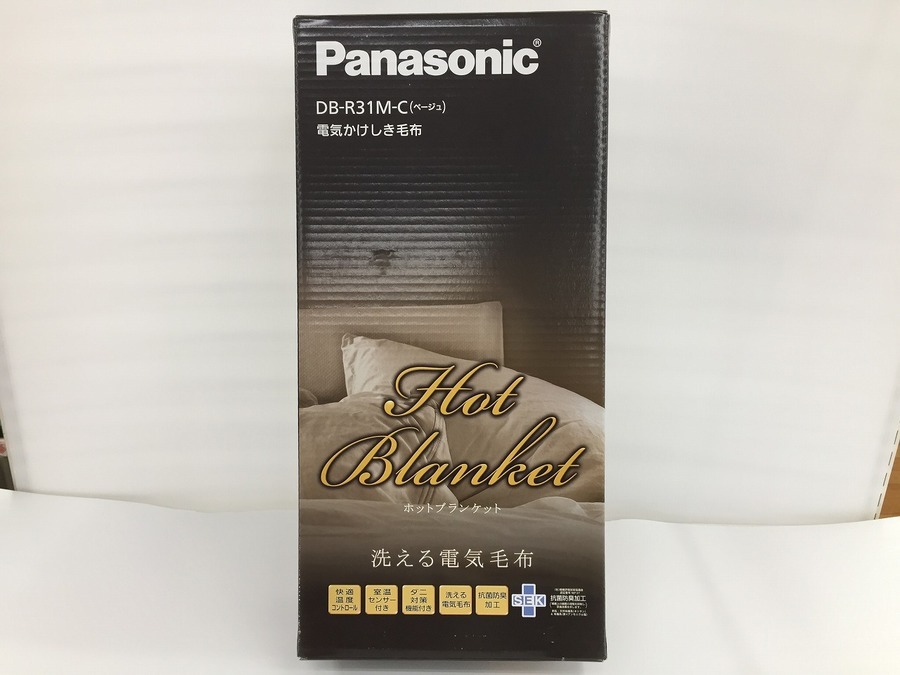 Panasonic®
DB-R31M-C(ベージュ)
電気かけしき毛布
Hot
Blanket
ホットブランケット
洗える電気毛布
快適
温度
コントロール
室温
センサー
付き
ダニ
対策
機能付き
洗える
電気毛布
抗菌防臭
加工
SEK
抗菌防臭加工